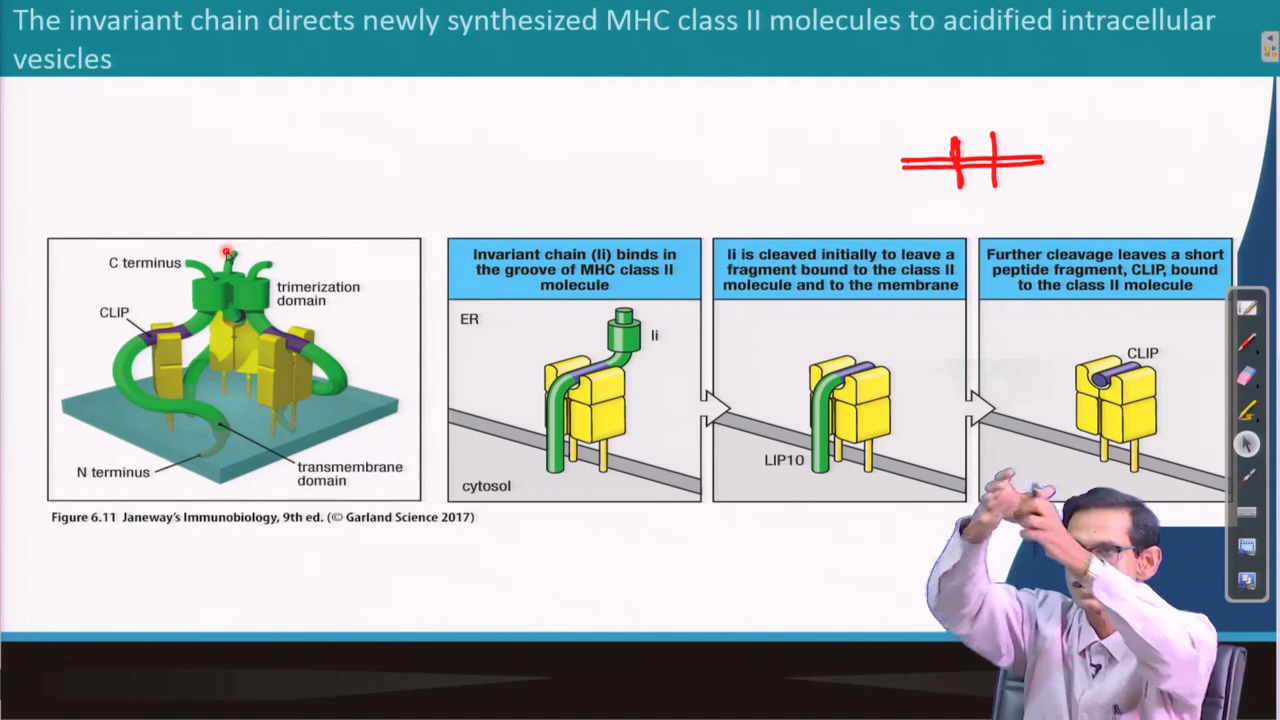 The invariant chain directs newly synthesized MHC class II molecules to acidified intracellular
vesicles
C terminus
trimerization
domain
CLIP
N terminus
transmembrane
domain
Invariant chain (Ii) binds in
the groove of MHC class II
molecule
ER
Ii
cytosol
Ii is cleaved initially to leave a
fragment bound to the class II
molecule and to the membrane
LIP10
Further cleavage leaves a short
peptide fragment, CLIP, bound
to the class II molecule
CLIP
Figure 6.11 Janeway's Immunobiology, 9th ed. (© Garland Science 2017)